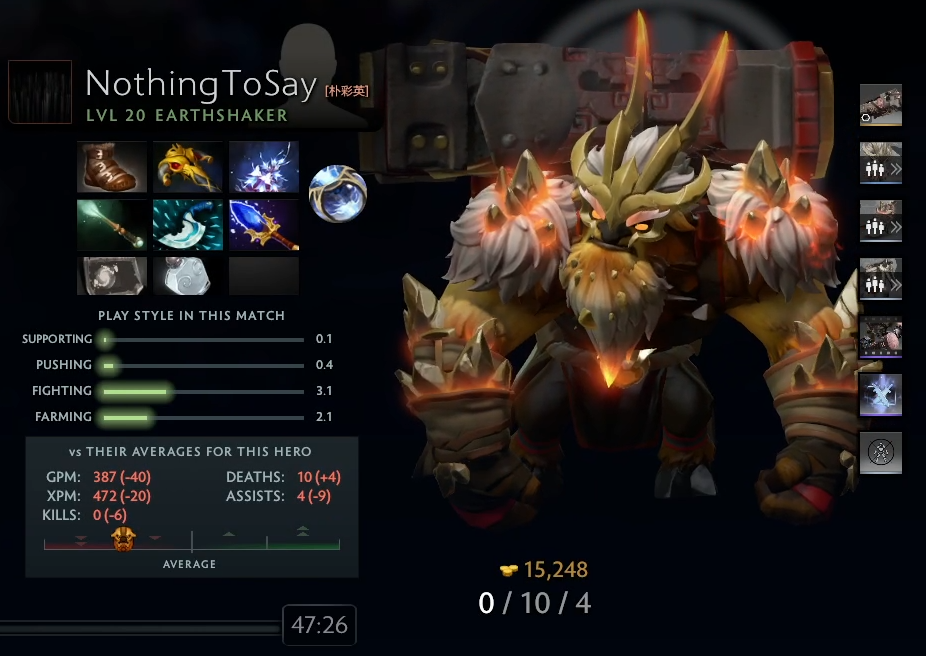 NothingToSay [朴彩英]
LVL 20 EARTHSHAKER
PLAY STYLE IN THIS MATCH
SUPPORTING 0.1
PUSHING 0.4
FIGHTING 3.1
FARMING 2.1
vs THEIR AVERAGES FOR THIS HERO
GPM: 387 (-40) DEATHS: 10 (+4)
XPM: 472 (-20) ASSISTS: 4 (-9)
KILLS: 0 (-6)
AVERAGE
15,248
0 / 10 / 4
47:26